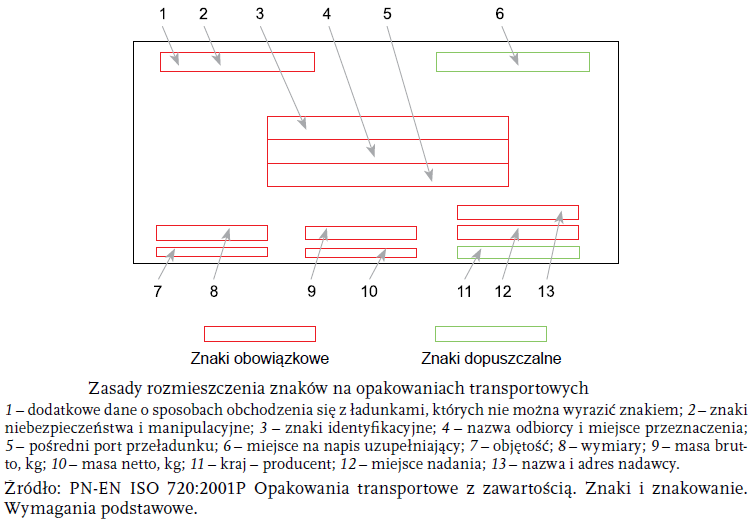 1 2 3 4 5 6
7 8 9 10 11 12 13
Znaki obowiązkowe Znaki dopuszczalne
Zasady rozmieszczenia znaków na opakowaniach transportowych
1 – dodatkowe dane o sposobach obchodzenia się z ładunkami, których nie można wyrazić znakiem; 2 – znaki
niebezpieczeństwa i manipulacyjne; 3 – znaki identyfikacyjne; 4 – nazwa odbiorcy i miejsce przeznaczenia;
5 – pośredni port przeładunku; 6 – miejsce na napis uzupełniający; 7 – objętość; 8 – wymiary; 9 – masa brut-
to, kg; 10 – masa netto, kg; 11 – kraj – producent; 12 – miejsce nadania; 13 – nazwa i adres nadawcy.
Źródło: PN-EN ISO 720:2001P Opakowania transportowe z zawartością. Znaki i znakowanie.
Wymagania podstawowe.